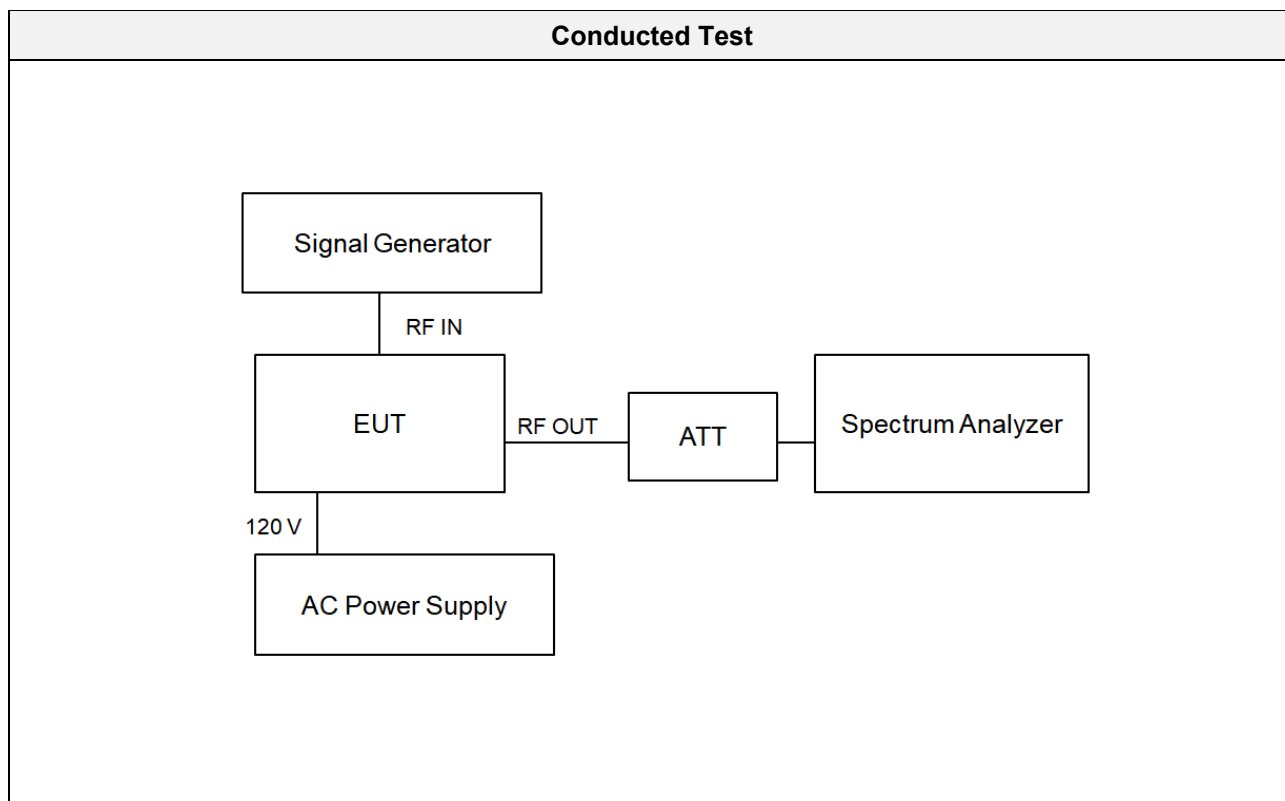 Conducted Test
Signal Generator
RF IN
EUT
RF OUT
ATT
Spectrum Analyzer
120 V
AC Power Supply